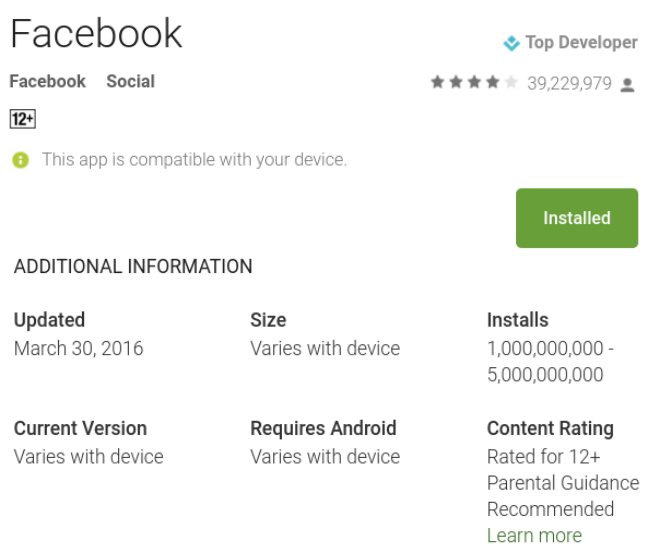 Facebook
Top Developer
Facebook Social
39,229,979
12+
This app is compatible with your device.
Installed
ADDITIONAL INFORMATION
Updated
March 30, 2016
Size
Varies with device
Installs
1,000,000,000 -
5,000,000,000
Current Version
Varies with device
Requires Android
Varies with device
Content Rating
Rated for 12+
Parental Guidance
Recommended
Learn more